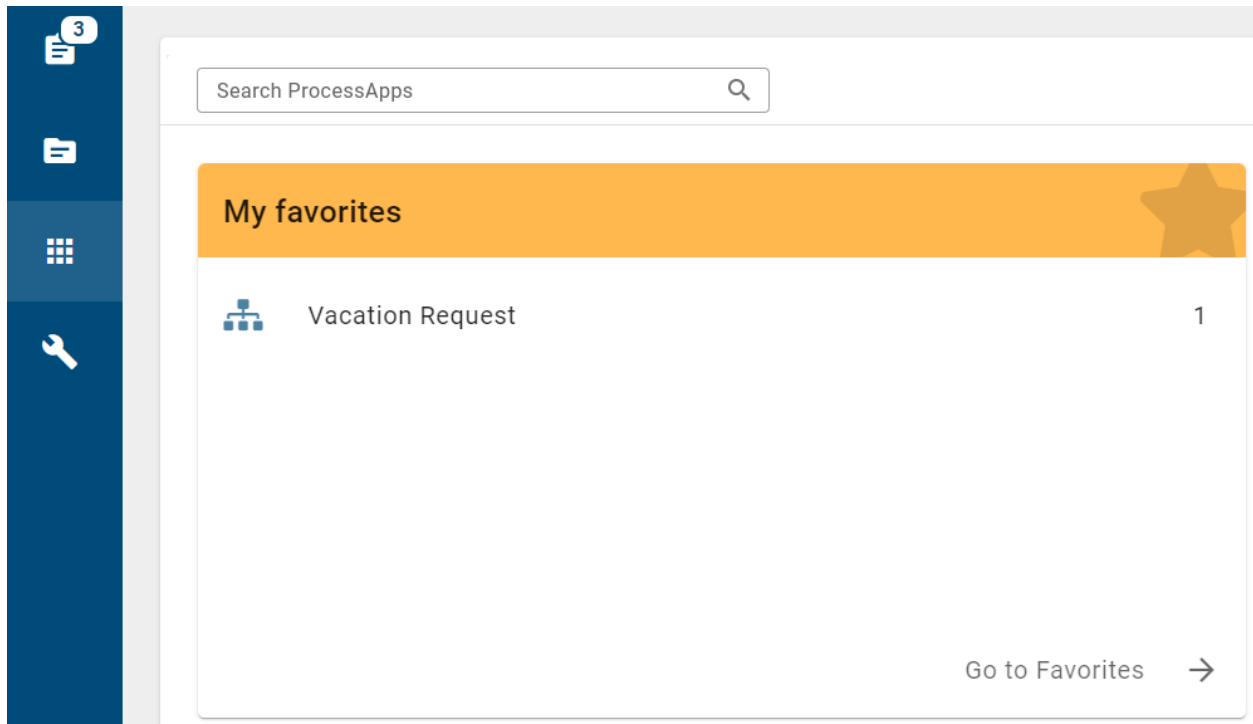 3
Search ProcessApps
My favorites
Vacation Request 1
Go to Favorites